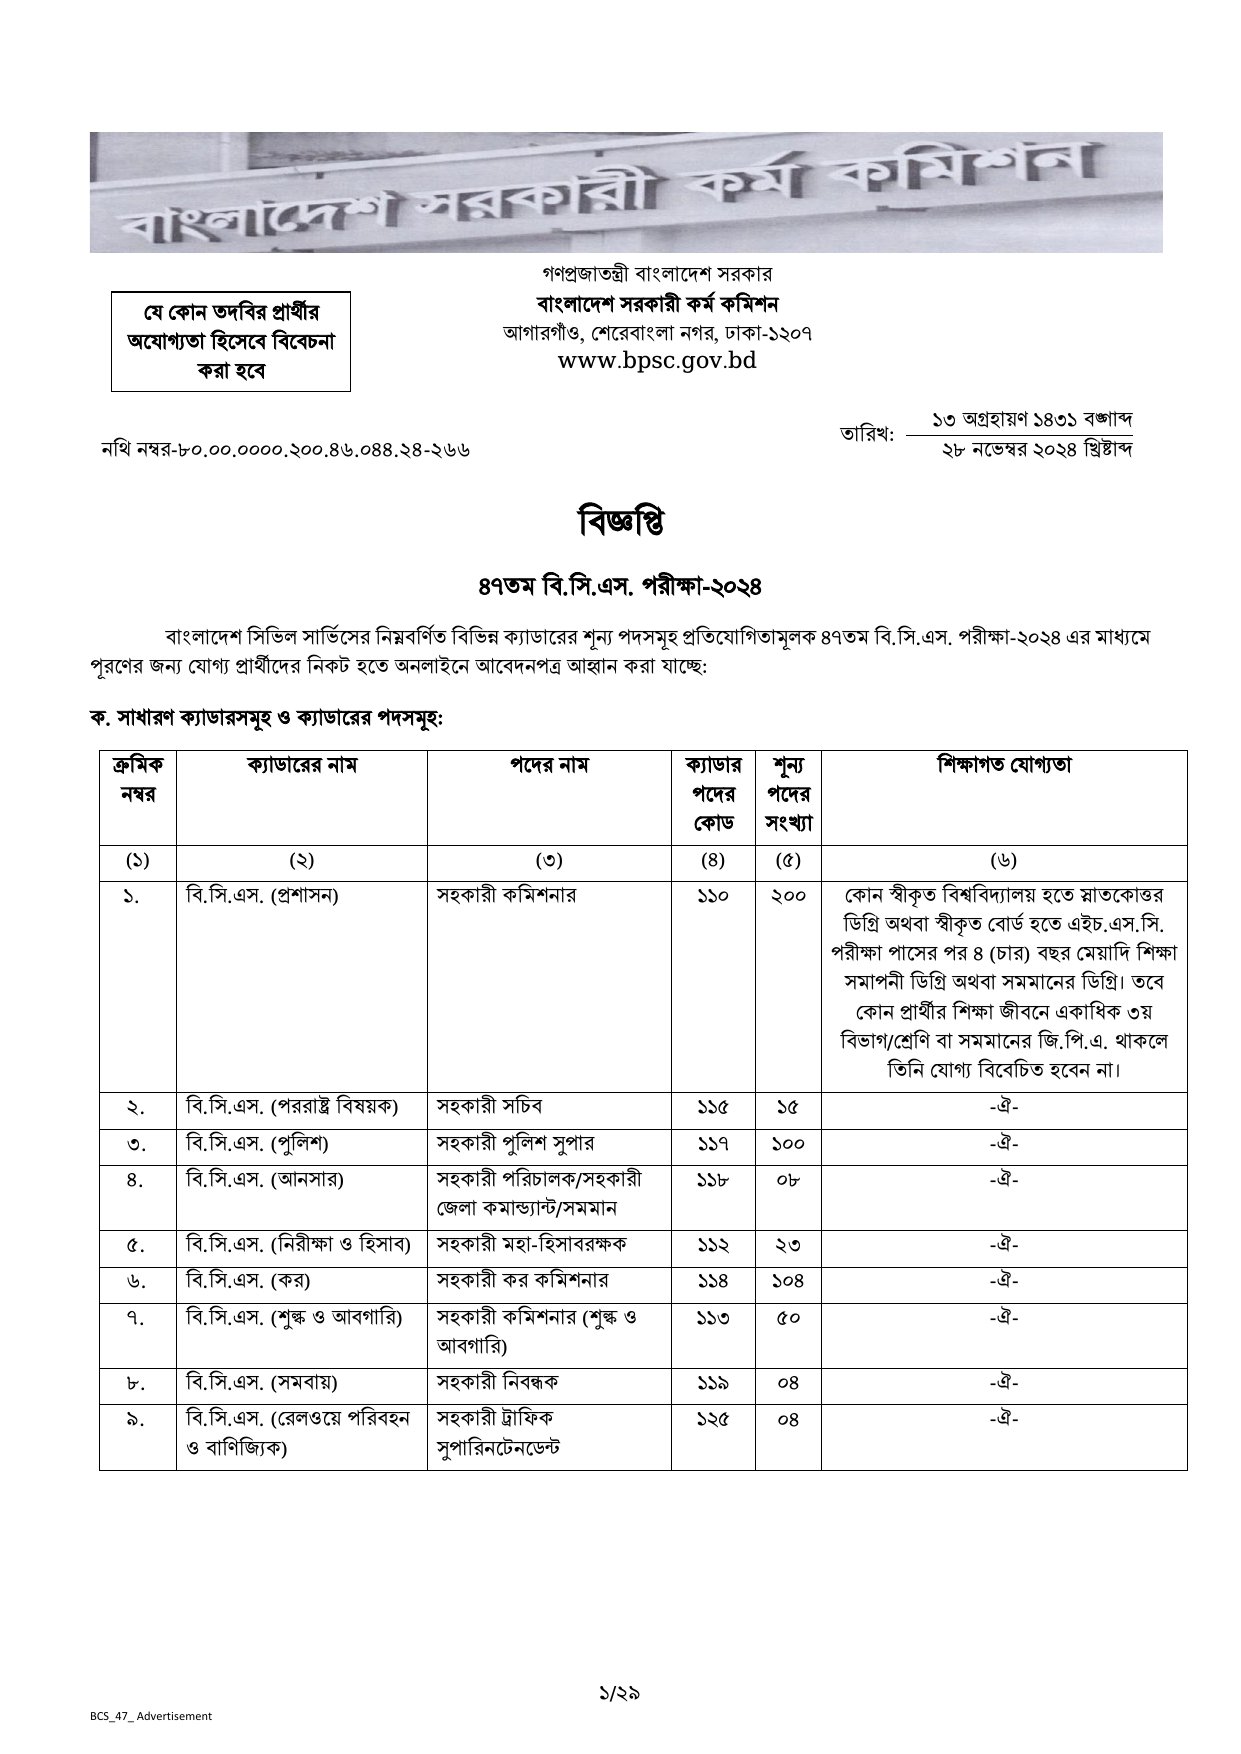 বাংলাদেশ সরকারী কর্ম কমিশন
গণপ্রজাতন্ত্রী বাংলাদেশ সরকার
বাংলাদেশ সরকারী কর্ম কমিশন
আগারগাঁও, শেরেবাংলা নগর, ঢাকা-১২০৭
www.bpsc.gov.bd
যে কোন তদবির প্রার্থীর
অযোগ্যতা হিসেবে বিবেচনা
করা হবে
নথি নম্বর-৮০.০০.০০০০.২০০.৪৬.০৪৪.২৪-২৬৬
তারিখ:
১৩ অগ্রহায়ণ ১৪৩১ বঙ্গাব্দ
২৮ নভেম্বর ২০২৪ খ্রিষ্টাব্দ
বিজ্ঞপ্তি
৪৭তম বি.সি.এস. পরীক্ষা-২০২৪
বাংলাদেশ সিভিল সার্ভিসের নিম্নবর্ণিত বিভিন্ন ক্যাডারের শূন্য পদসমূহ প্রতিযোগিতামূলক ৪৭তম বি.সি.এস. পরীক্ষা-২০২৪ এর মাধ্যমে
পূরণের জন্য যোগ্য প্রার্থীদের নিকট হতে অনলাইনে আবেদনপত্র আহ্বান করা যাচ্ছে:
ক. সাধারণ ক্যাডারসমূহ ও ক্যাডারের পদসমূহ:
ক্রমিক নম্বর ক্যাডারের নাম পদের নাম ক্যাডার পদের কোড শূন্য পদের সংখ্যা শিক্ষাগত যোগ্যতা
(১) (২) (৩) (৪) (৫) (৬)
১. বি.সি.এস. (প্রশাসন) সহকারী কমিশনার ১১০ ২০০ কোন স্বীকৃত বিশ্ববিদ্যালয় হতে স্নাতকোত্তর
ডিগ্রি অথবা স্বীকৃত বোর্ড হতে এইচ.এস.সি.
পরীক্ষা পাসের পর ৪ (চার) বছর মেয়াদি শিক্ষা
সমাপনী ডিগ্রি অথবা সমমানের ডিগ্রি। তবে
কোন প্রার্থীর শিক্ষা জীবনে একাধিক ৩য়
বিভাগ/শ্রেণি বা সমমানের জি.পি.এ. থাকলে
তিনি যোগ্য বিবেচিত হবেন না।
২. বি.সি.এস. (পররাষ্ট্র বিষয়ক) সহকারী সচিব ১১৫ ১৫ -ঐ-
৩. বি.সি.এস. (পুলিশ) সহকারী পুলিশ সুপার ১১৭ ১০০ -ঐ-
৪. বি.সি.এস. (আনসার) সহকারী পরিচালক/সহকারী ১১৮ ০৮ -ঐ-
জেলা কমান্ড্যান্ট/সমমান
৫. বি.সি.এস. (নিরীক্ষা ও হিসাব) সহকারী মহা-হিসাবরক্ষক ১১২ ২৩ -ঐ-
৬. বি.সি.এস. (কর) সহকারী কর কমিশনার ১১৪ ১০৪ -ঐ-
৭. বি.সি.এস. (শুল্ক ও আবগারি) সহকারী কমিশনার (শুল্ক ও ১১৩ ৫০ -ঐ-
আবগারি)
৮. বি.সি.এস. (সমবায়) সহকারী নিবন্ধক ১১৯ ০৪ -ঐ-
৯. বি.সি.এস. (রেলওয়ে পরিবহন সহকারী ট্রাফিক ১২৫ ০৪ -ঐ-
ও বাণিজ্যিক) সুপারিনটেনডেন্ট
১/২৯
BCS_47_ Advertisement